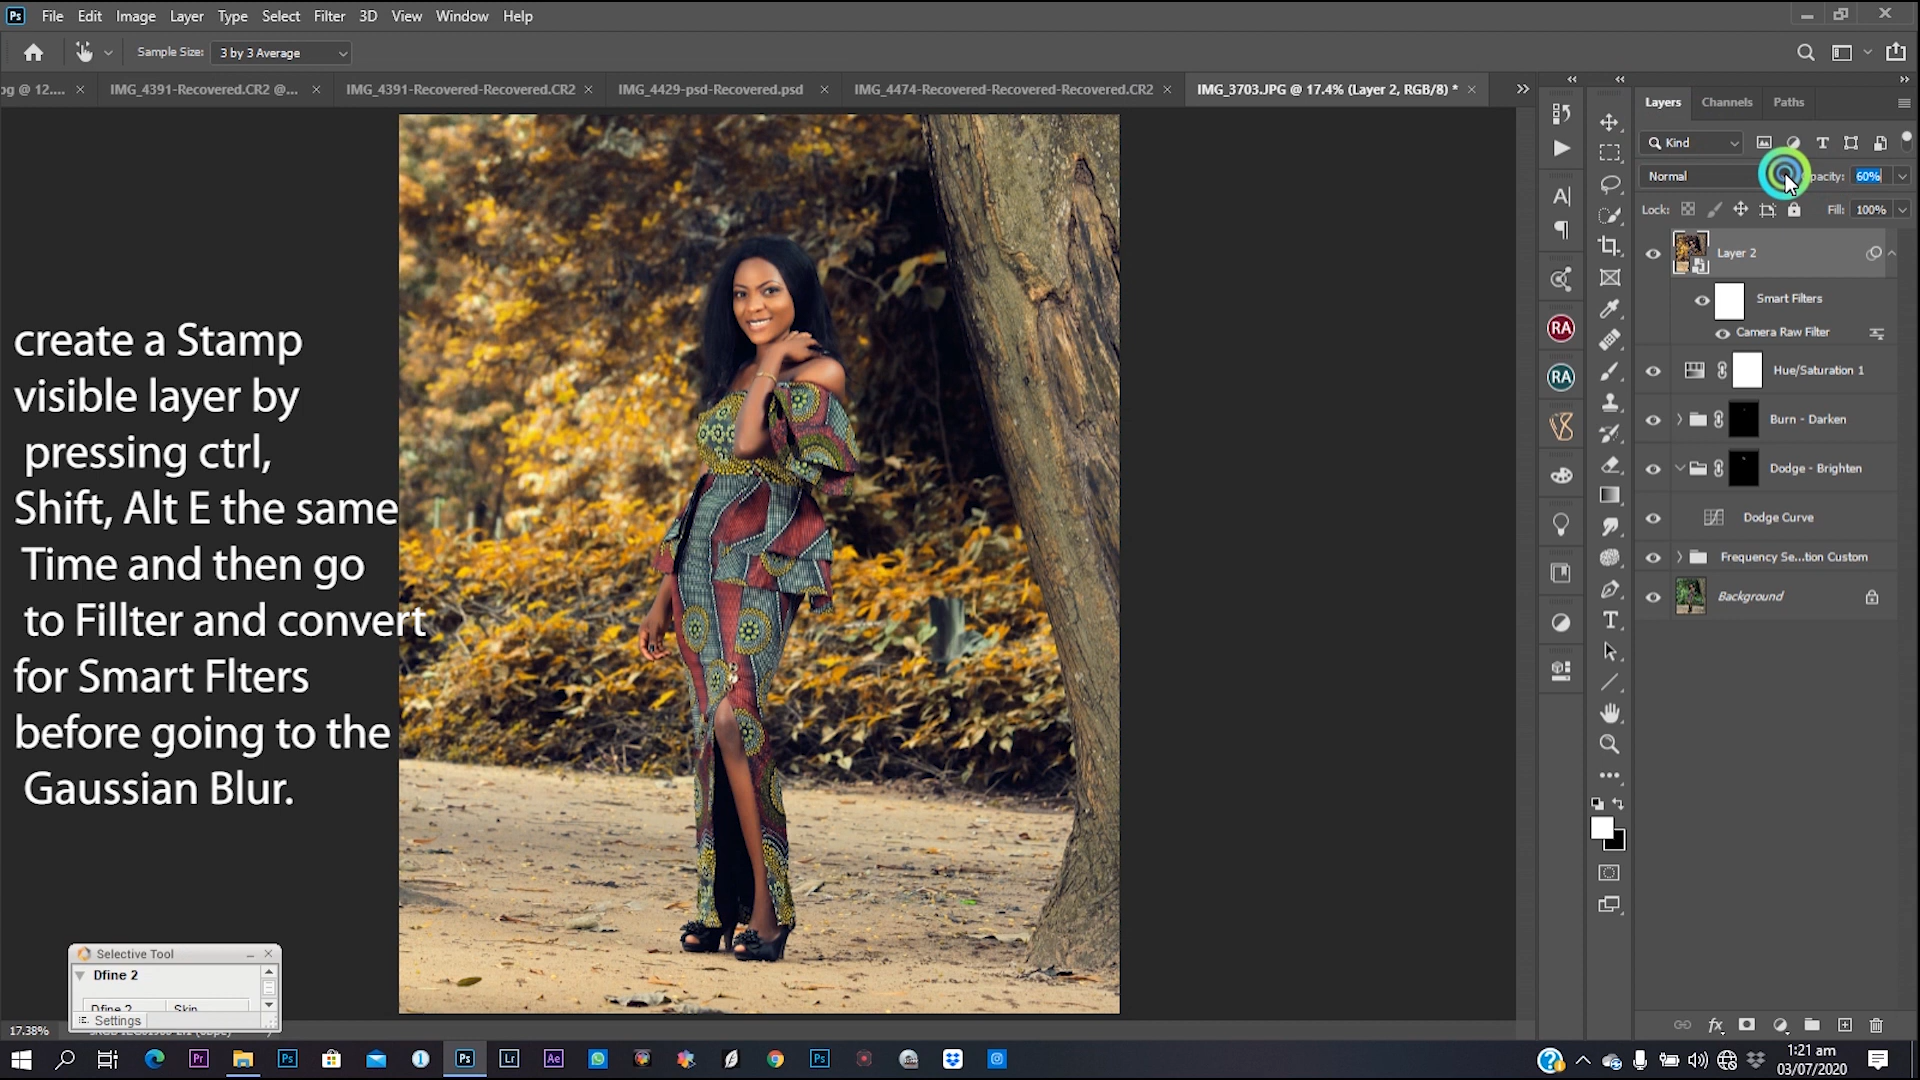 File Edit Image Layer Type Select Filter 3D View Window Help
Sample Size: 3 by 3 Average
IMG_4391-Recovered.CR2 @...
IMG_4391-Recovered-Recovered.CR2
IMG_4429-psd-Recovered.psd
IMG_4474-Recovered-Recovered-Recovered.CR2
IMG_3703.JPG @ 17.4% (Layer 2, RGB/8) *
Layers Channels Paths
Kind
Normal
60%
Lock:
Fill: 100%
Layer 2
Smart Filters
Camera Raw Filter
Hue/Saturation 1
Burn - Darken
Dodge - Brighten
Dodge Curve
Frequency Se...tion Custom
Background
RA
RA
create a Stamp
visible layer by
pressing ctrl,
Shift, Alt E the same
Time and then go
to Fillter and convert
for Smart Flters
before going to the
Gaussian Blur.
Selective Tool
Dfine 2
Dfine 2 Skin
Settings
17.38%
1:21 am
03/07/2020